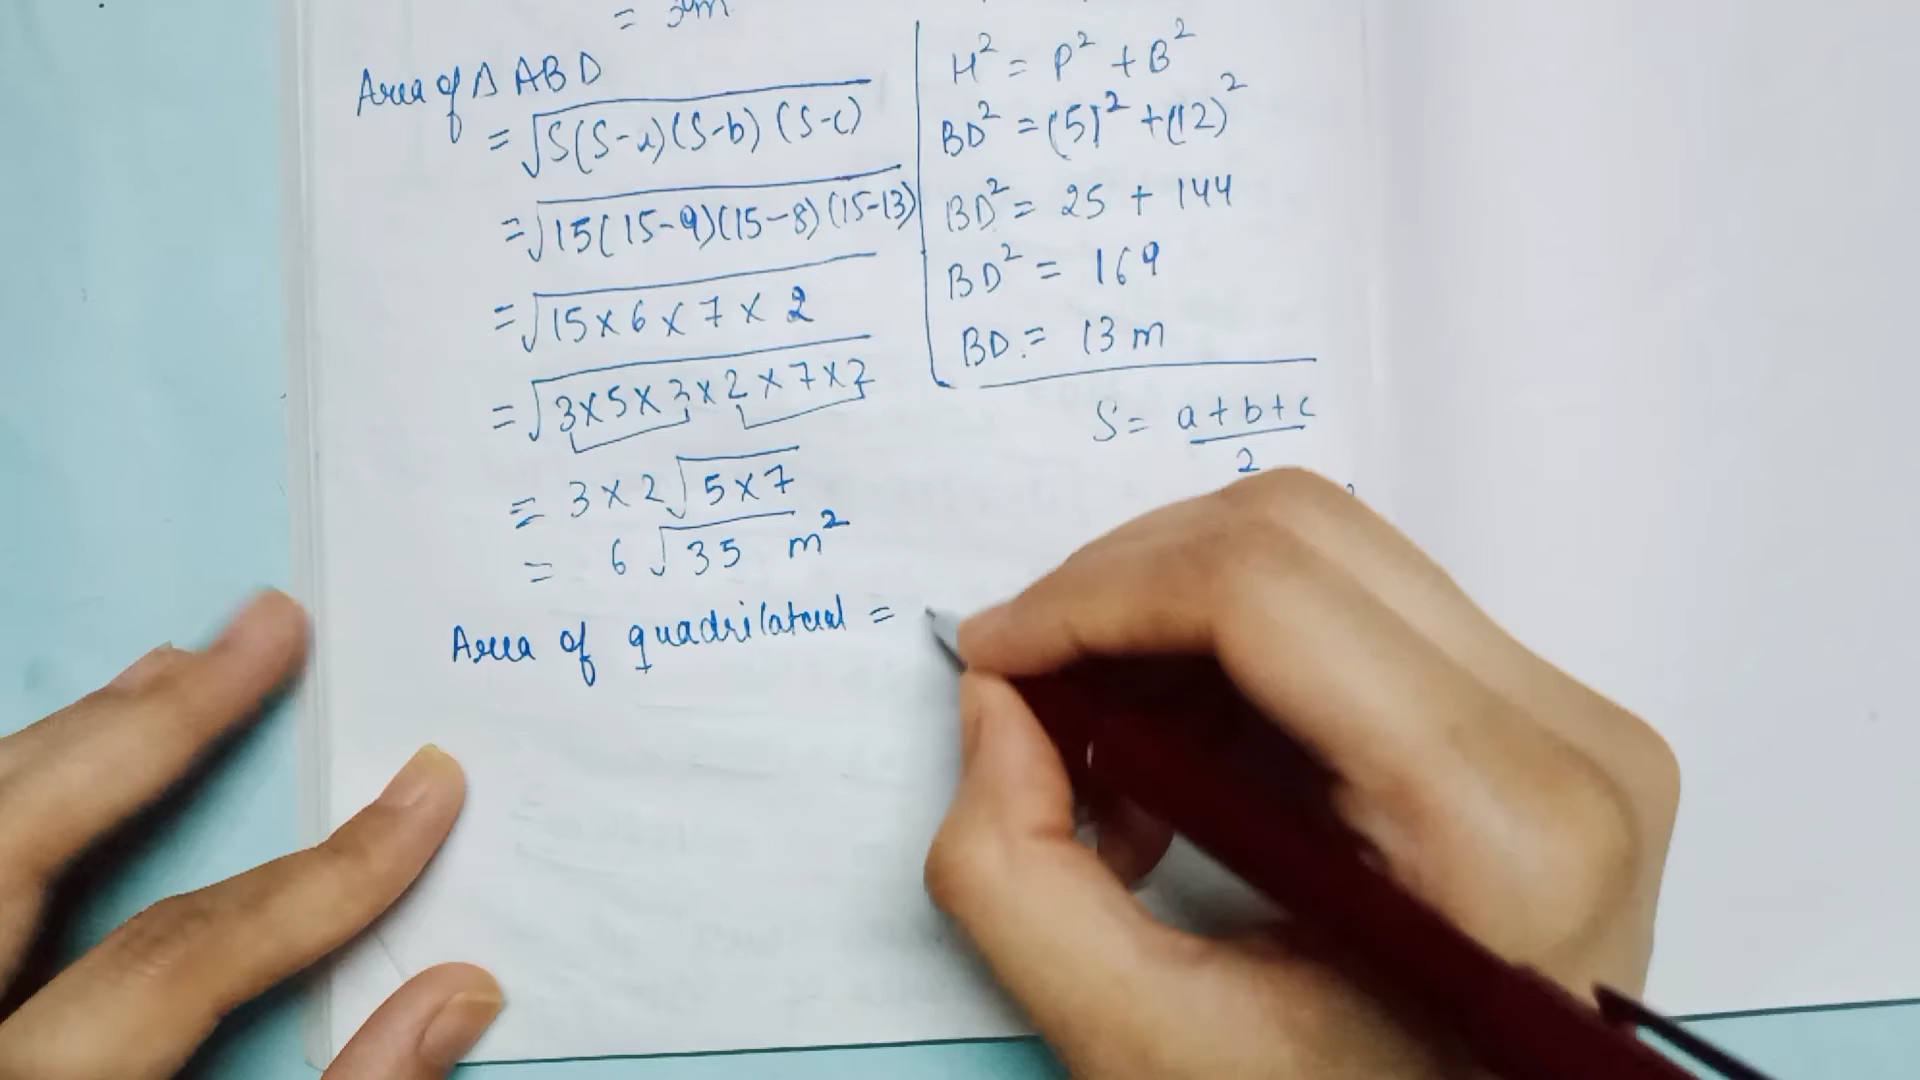 = 30m
Area of Δ ABD
= √S(S-a)(S-b) (S-c)
= √15(15-9)(15-8)(15-13)
= √15×6×7×2
= √3×5×3×2×7×2
= 3×2√5×7
= 6√35 m²
Area of quadrilateral =
H² = P² + B²
BD² = (5)² + (12)²
BD² = 25 + 144
BD² = 169
BD = 13 m
S = a+b+c
2